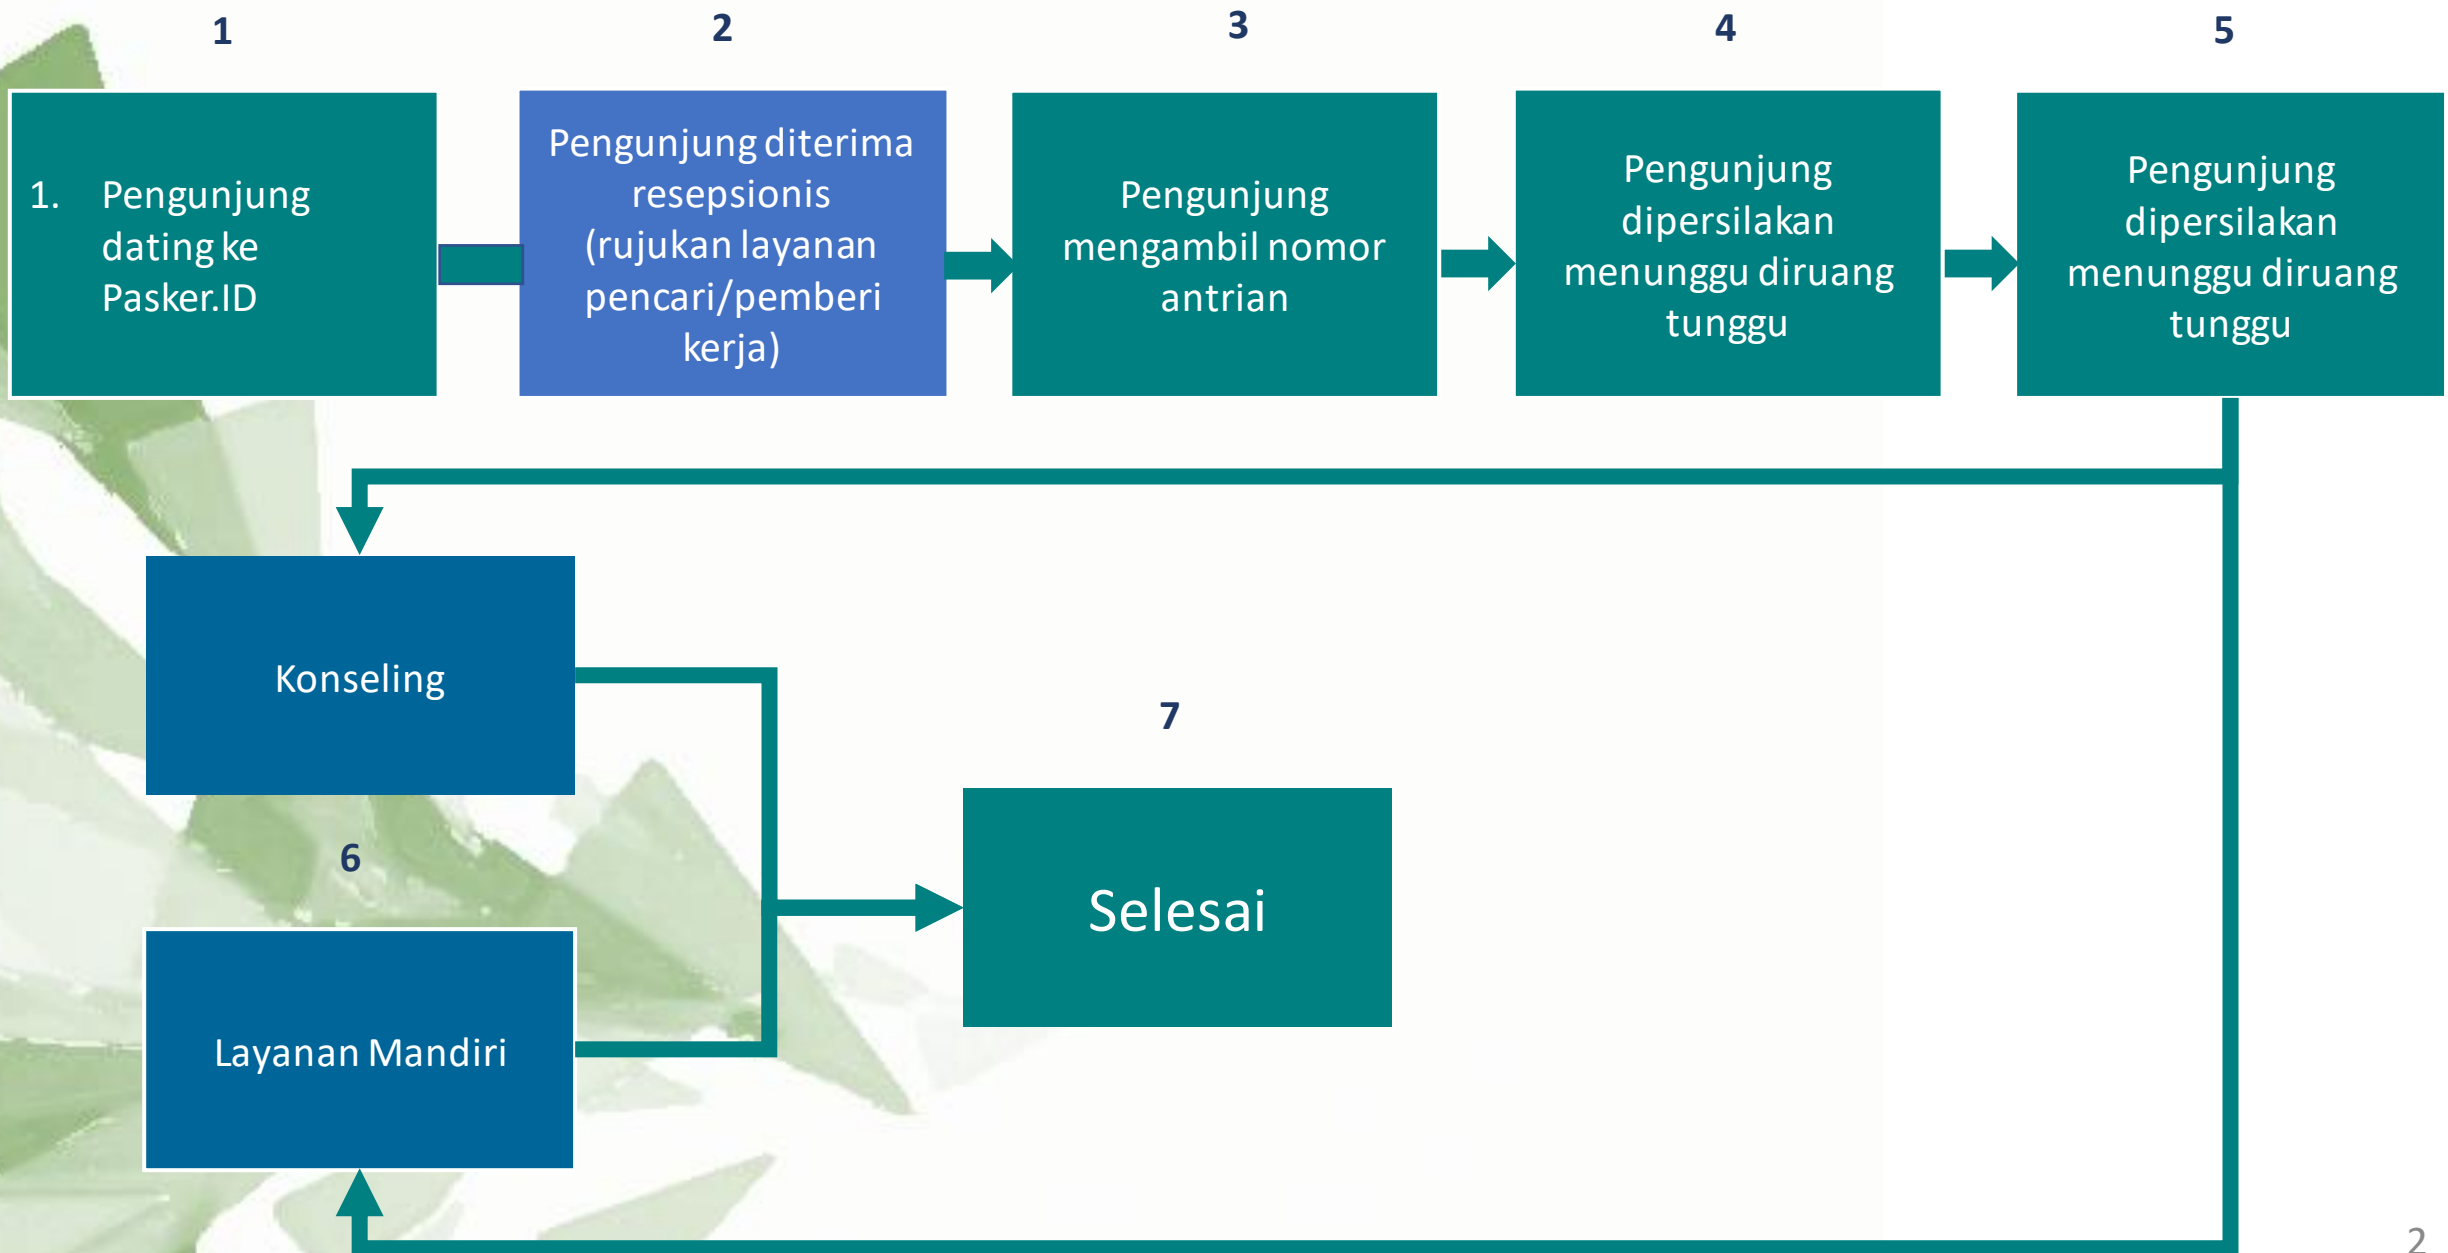 1
2
3
4
5
1. Pengunjung
dating ke
Pasker.ID
Pengunjung diterima
resepsionis
(rujukan layanan
pencari/pemberi
kerja)
Pengunjung
mengambil nomor
antrian
Pengunjung
dipersilakan
menunggu diruang
tunggu
Pengunjung
dipersilakan
menunggu diruang
tunggu
Konseling
6
Layanan Mandiri
7
Selesai
2